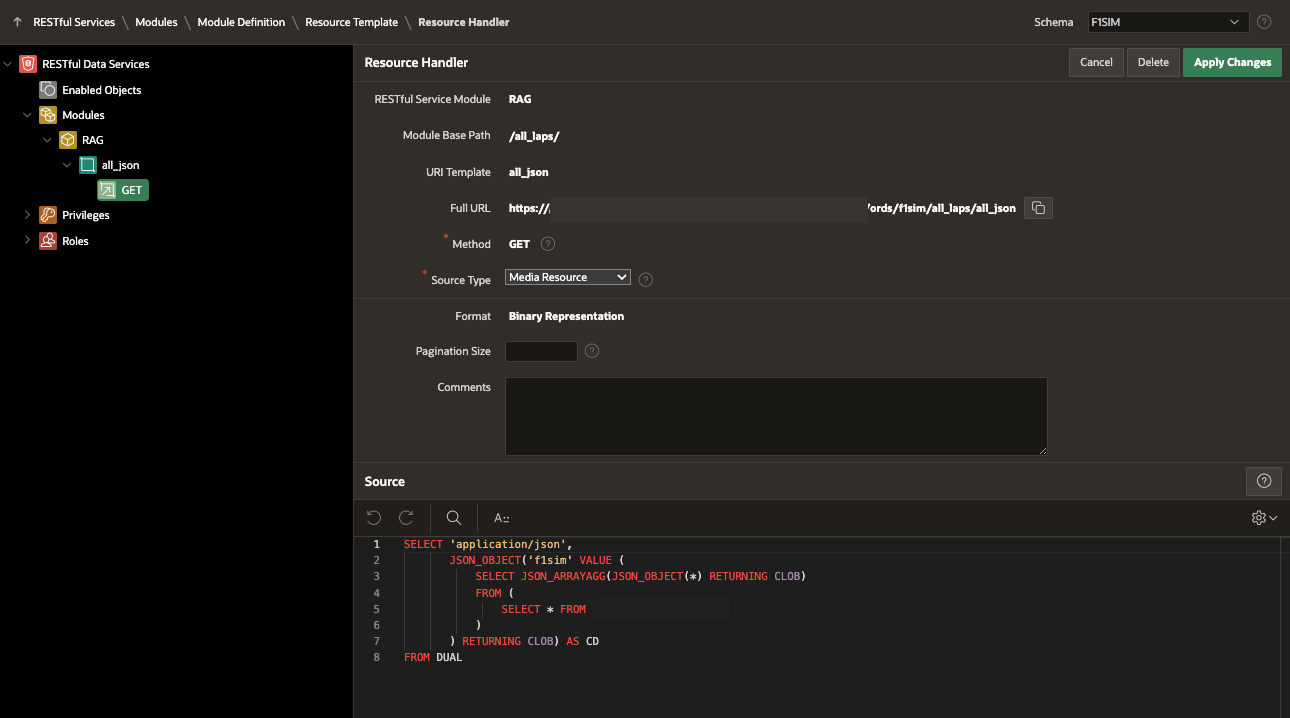 RESTful Services \ Modules \ Module Definition \ Resource Template \ Resource Handler
Schema F1SIM
RESTful Data Services
Enabled Objects
Modules
RAG
all_json
GET
Privileges
Roles
Resource Handler
Cancel Delete Apply Changes
RESTful Service Module RAG
Module Base Path /all_laps/
URI Template all_json
Full URL https:// /ords/f1sim/all_laps/all_json
* Method GET
* Source Type Media Resource
Format Binary Representation
Pagination Size
Comments
Source
1 SELECT 'application/json',
2 JSON_OBJECT('f1sim' VALUE (
3 SELECT JSON_ARRAYAGG(JSON_OBJECT(*) RETURNING CLOB)
4 FROM (
5 SELECT * FROM
6 )
7 ) RETURNING CLOB) AS CD
8 FROM DUAL